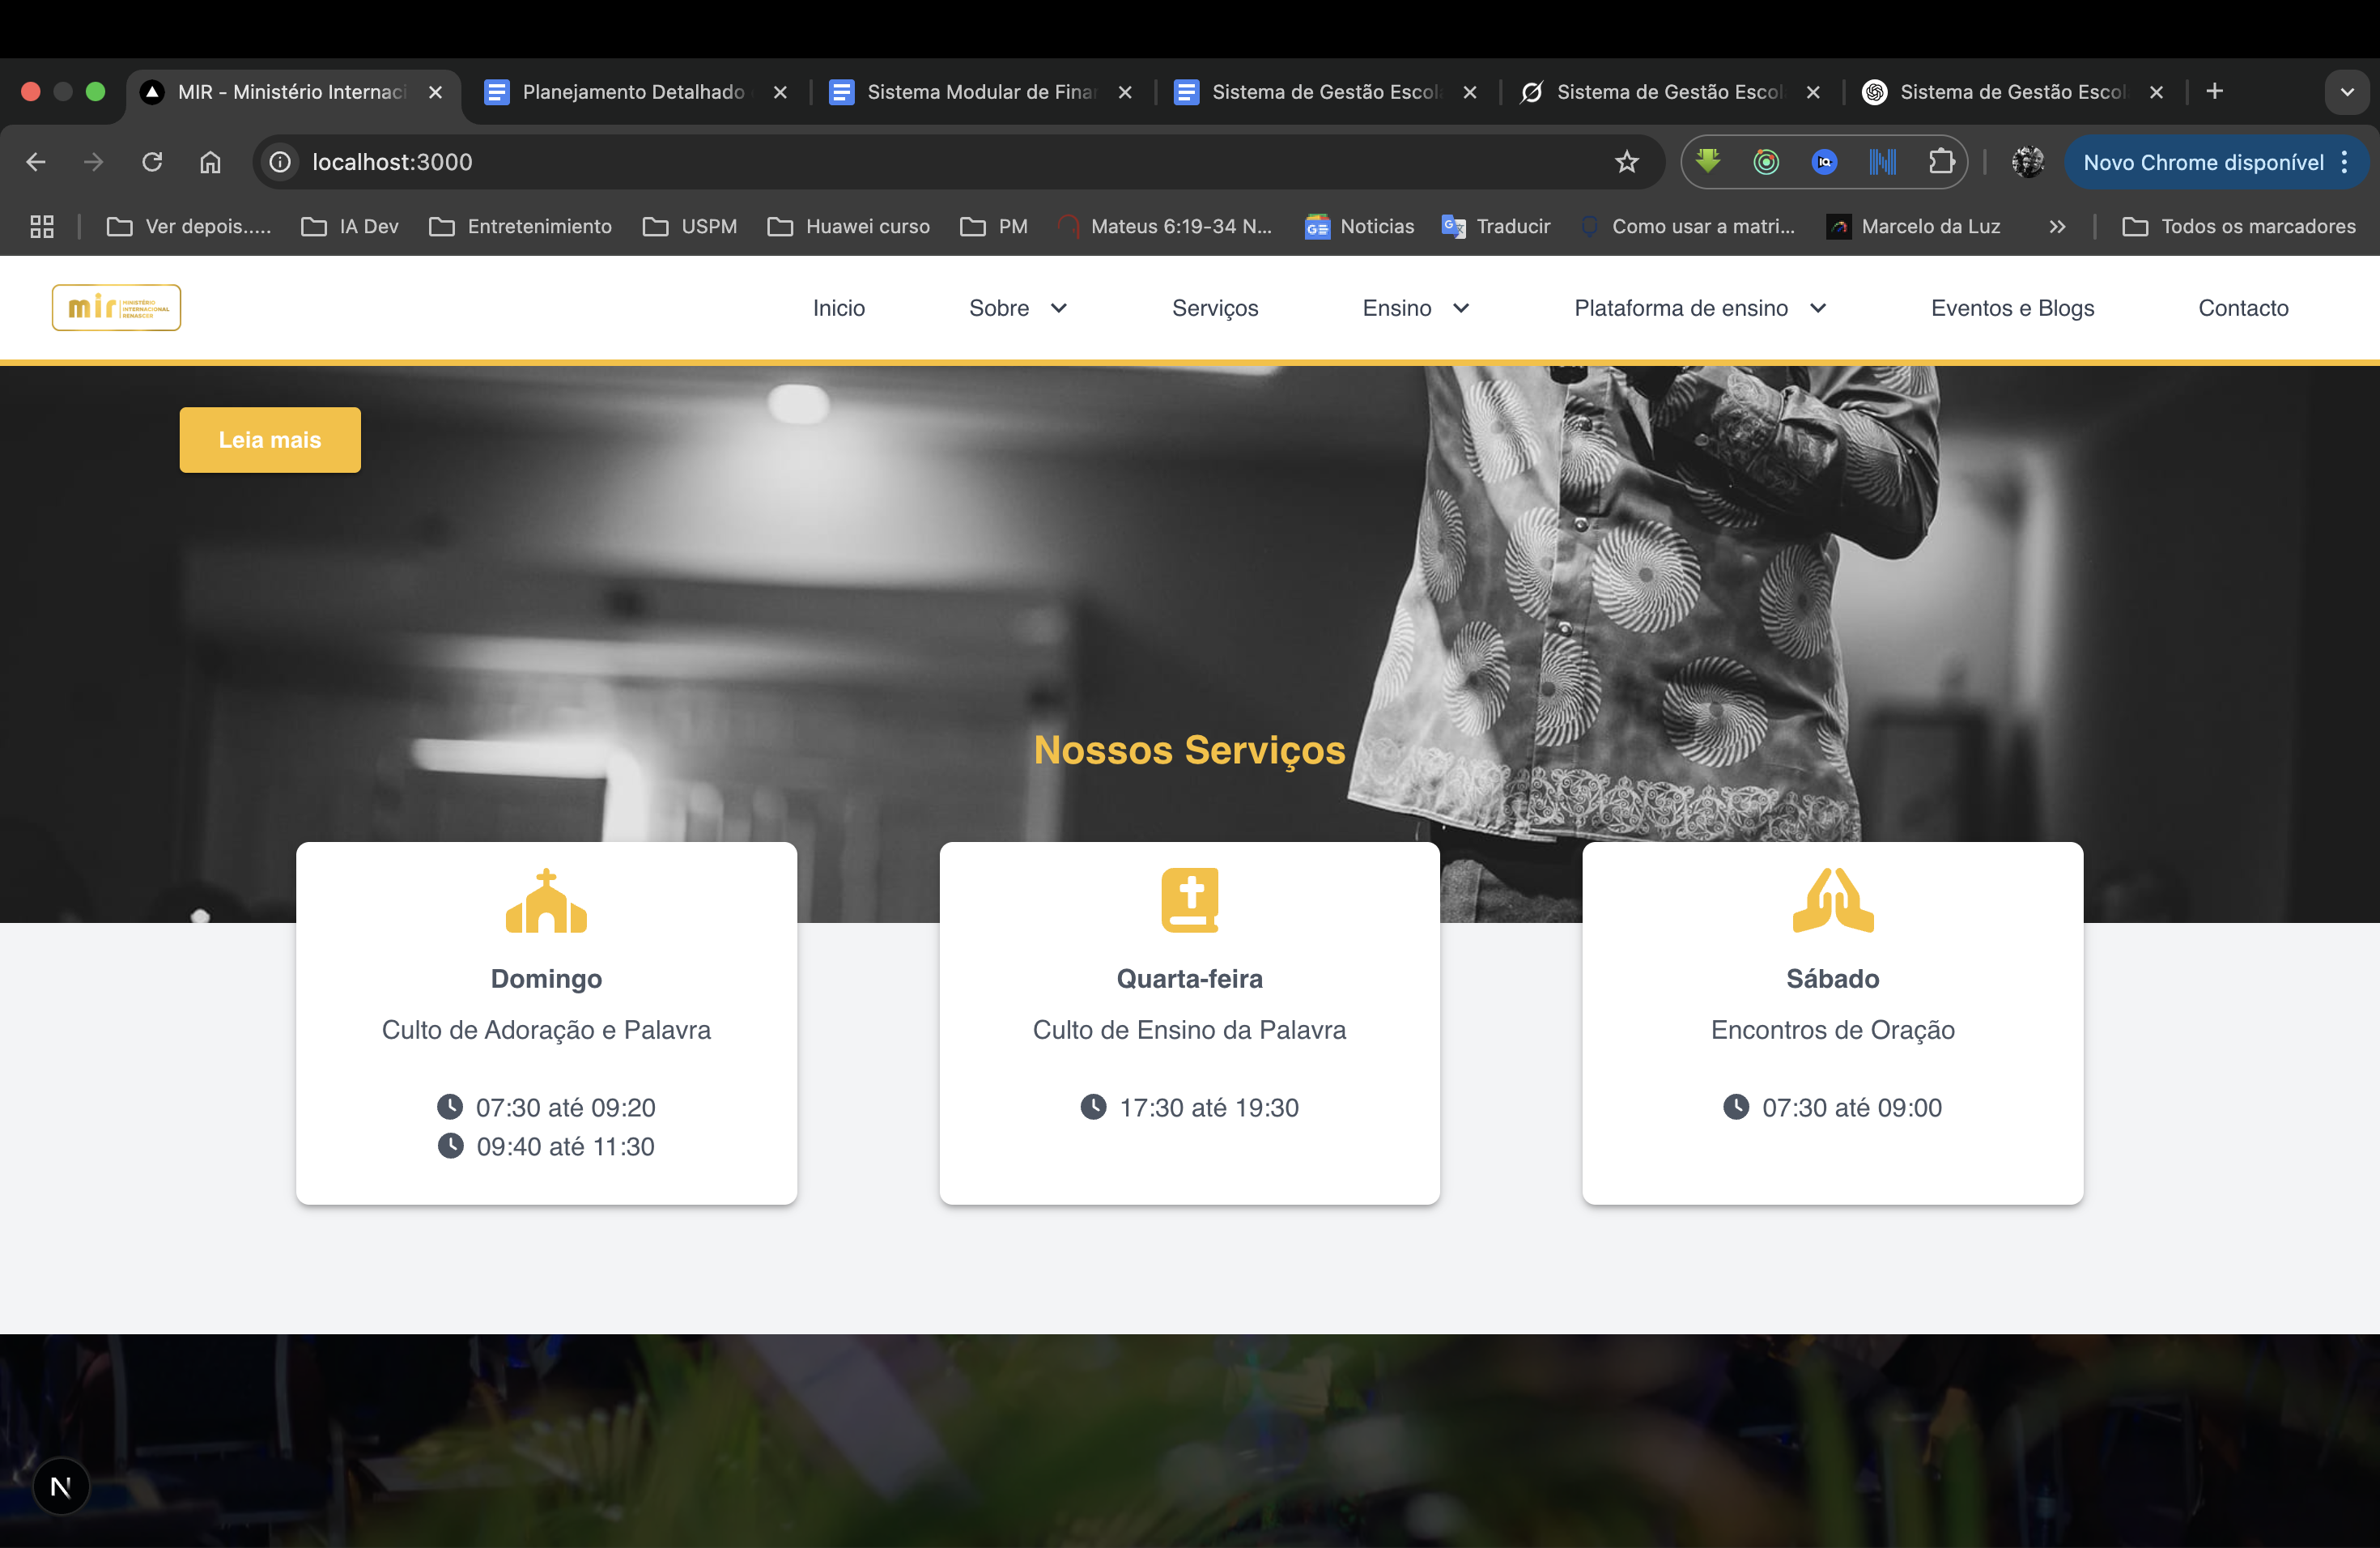 MIR - Ministério Internaci
Planejamento Detalhado
Sistema Modular de Finan
Sistema de Gestão Escola
Sistema de Gestão Escol
Sistema de Gestão Escol
localhost:3000
Novo Chrome disponível
Ver depois.....
IA Dev
Entretenimiento
USPM
Huawei curso
PM
Mateus 6:19-34 N...
Noticias
Traducir
Como usar a matri...
Marcelo da Luz
Todos os marcadores
mir
MINISTÉRIO
INTERNACIONAL
RENASCER
Inicio
Sobre
Serviços
Ensino
Plataforma de ensino
Eventos e Blogs
Contacto
Leia mais
Nossos Serviços
Domingo
Culto de Adoração e Palavra
07:30 até 09:20
09:40 até 11:30
Quarta-feira
Culto de Ensino da Palavra
17:30 até 19:30
Sábado
Encontros de Oração
07:30 até 09:00
N